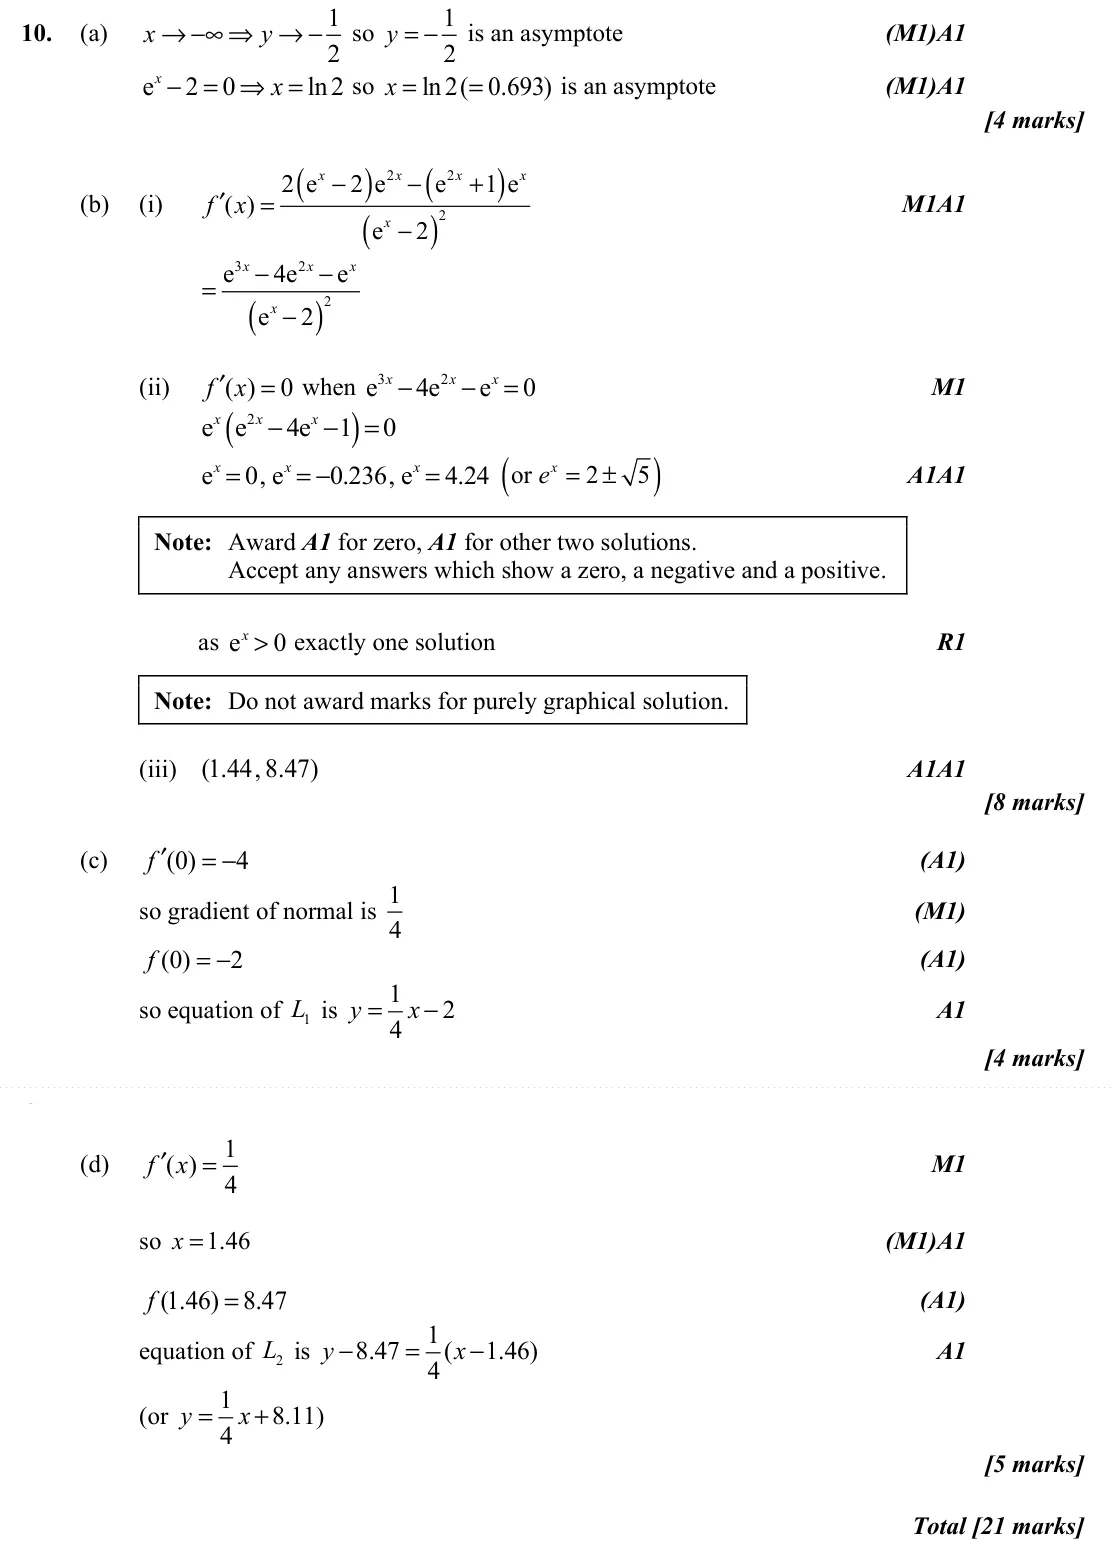 10. (a) x → −∞ ⇒ y → −1/2 so y = −1/2 is an asymptote (M1)A1
e^x − 2 = 0 ⇒ x = ln 2 so x = ln 2 (= 0.693) is an asymptote (M1)A1
[4 marks]
(b) (i) f′(x) = (2(e^x − 2)e^{2x} − (e^{2x} + 1)e^x)/(e^x − 2)^2 M1A1
= (e^{3x} − 4e^{2x} − e^x)/(e^x − 2)^2
(ii) f′(x) = 0 when e^{3x} − 4e^{2x} − e^x = 0 M1
e^x(e^{2x} − 4e^x − 1) = 0
e^x = 0, e^x = −0.236, e^x = 4.24 (or e^x = 2 ± √5) A1A1
Note: Award A1 for zero, A1 for other two solutions.
Accept any answers which show a zero, a negative and a positive.
as e^x > 0 exactly one solution R1
Note: Do not award marks for purely graphical solution.
(iii) (1.44, 8.47) A1A1
[8 marks]
(c) f′(0) = −4 (A1)
so gradient of normal is 1/4 (M1)
f(0) = −2 (A1)
so equation of L₁ is y = 1/4 x − 2 A1
[4 marks]
(d) f′(x) = 1/4 M1
so x = 1.46 (M1)A1
f(1.46) = 8.47 (A1)
equation of L₂ is y − 8.47 = 1/4 (x − 1.46) A1
(or y = 1/4 x + 8.11)
[5 marks]
Total [21 marks]